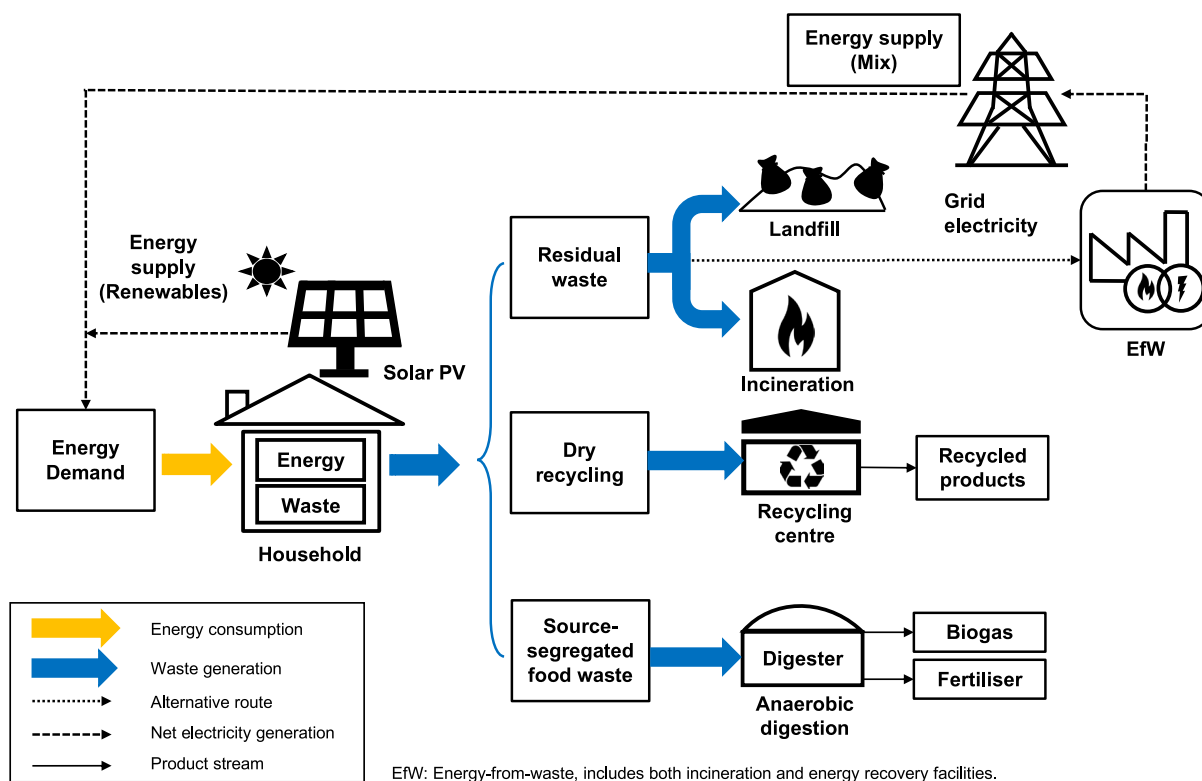 Energy supply
(Mix)
Grid
electricity
EfW
Energy
supply
(Renewables)
Solar PV
Energy
Demand
Energy
Waste
Household
Residual
waste
Landfill
Incineration
Dry
recycling
Recycling
centre
Recycled
products
Source-
segregated
food waste
Digester
Anaerobic
digestion
Biogas
Fertiliser
Energy consumption
Waste generation
Alternative route
Net electricity generation
Product stream
EfW: Energy-from-waste, includes both incineration and energy recovery facilities.